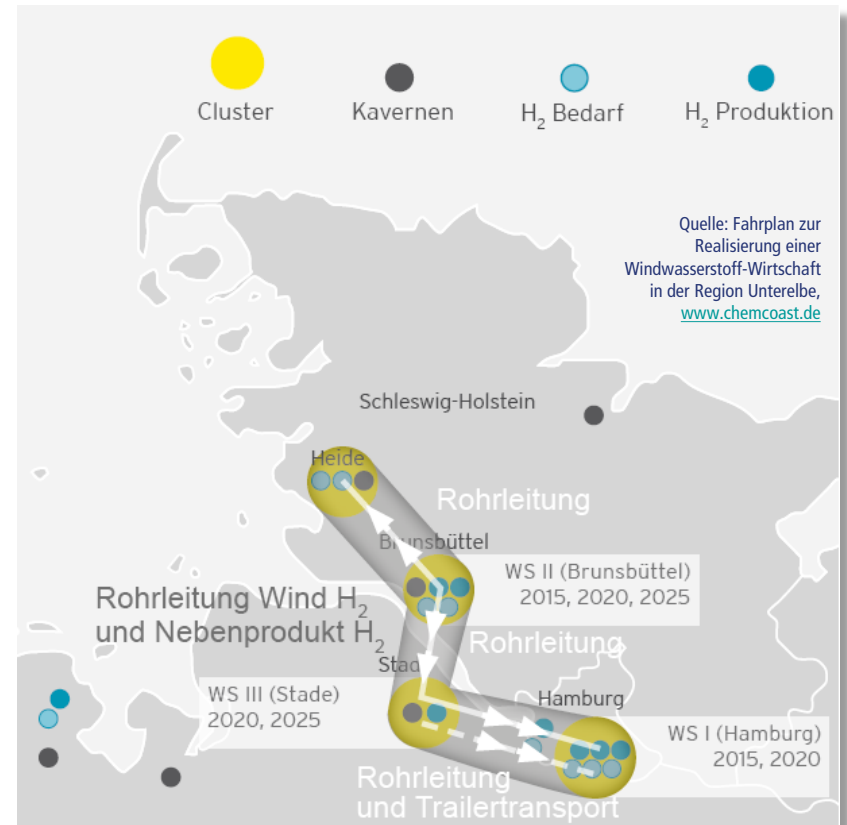 Cluster
Kavernen
H2 Bedarf
H2 Produktion
Quelle: Fahrplan zur
Realisierung einer
Windwasserstoff-Wirtschaft
in der Region Unterelbe,
www.chemcoast.de
Schleswig-Holstein
Heide
Rohrleitung
Brunsbüttel
WS II (Brunsbüttel)
2015, 2020, 2025
Rohrleitung Wind H2
und Nebenprodukt H2
Rohrleitung
Stade
WS III (Stade)
2020, 2025
Hamburg
WS I (Hamburg)
2015, 2020
Rohrleitung
und Trailertransport